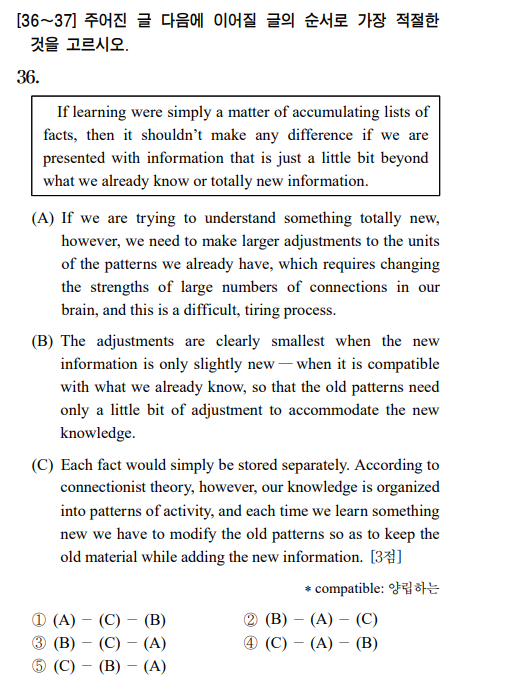 [36~37] 주어진 글 다음에 이어질 글의 순서로 가장 적절한
것을 고르시오.
36.
If learning were simply a matter of accumulating lists of
facts, then it shouldn’t make any difference if we are
presented with information that is just a little bit beyond
what we already know or totally new information.
(A) If we are trying to understand something totally new,
however, we need to make larger adjustments to the units
of the patterns we already have, which requires changing
the strengths of large numbers of connections in our
brain, and this is a difficult, tiring process.
(B) The adjustments are clearly smallest when the new
information is only slightly new — when it is compatible
with what we already know, so that the old patterns need
only a little bit of adjustment to accommodate the new
knowledge.
(C) Each fact would simply be stored separately. According to
connectionist theory, however, our knowledge is organized
into patterns of activity, and each time we learn something
new we have to modify the old patterns so as to keep the
old material while adding the new information. [3점]
* compatible: 양립하는
① (A) - (C) - (B) ② (B) - (A) - (C)
③ (B) - (C) - (A) ④ (C) - (A) - (B)
⑤ (C) - (B) - (A)